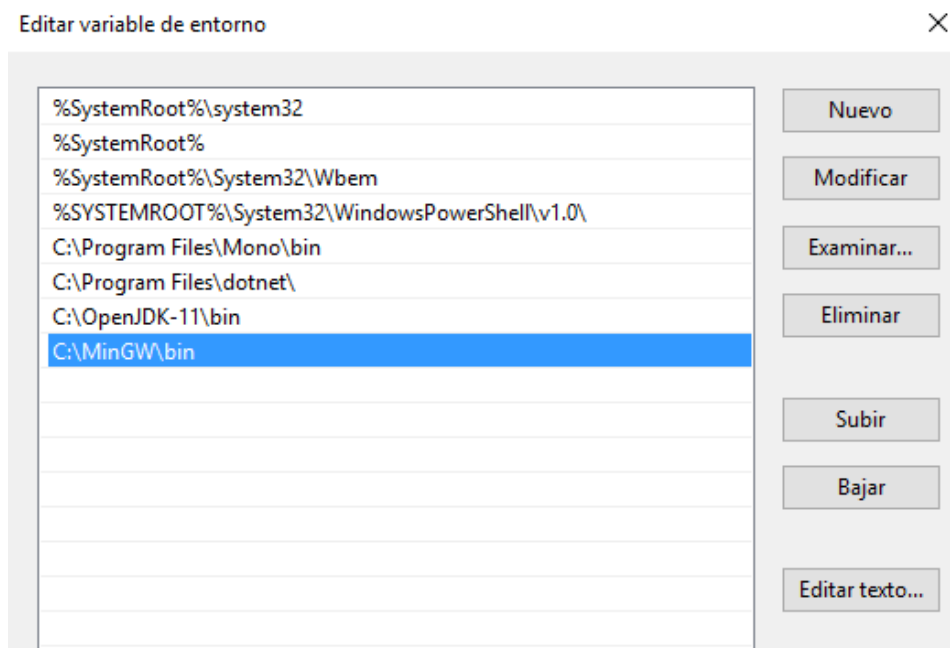 Editar variable de entorno
%SystemRoot%\system32
%SystemRoot%
%SystemRoot%\System32\Wbem
%SYSTEMROOT%\System32\WindowsPowerShell\v1.0\
C:\Program Files\Mono\bin
C:\Program Files\dotnet\
C:\OpenJDK-11\bin
C:\MinGW\bin
Nuevo
Modificar
Examinar...
Eliminar
Subir
Bajar
Editar texto...